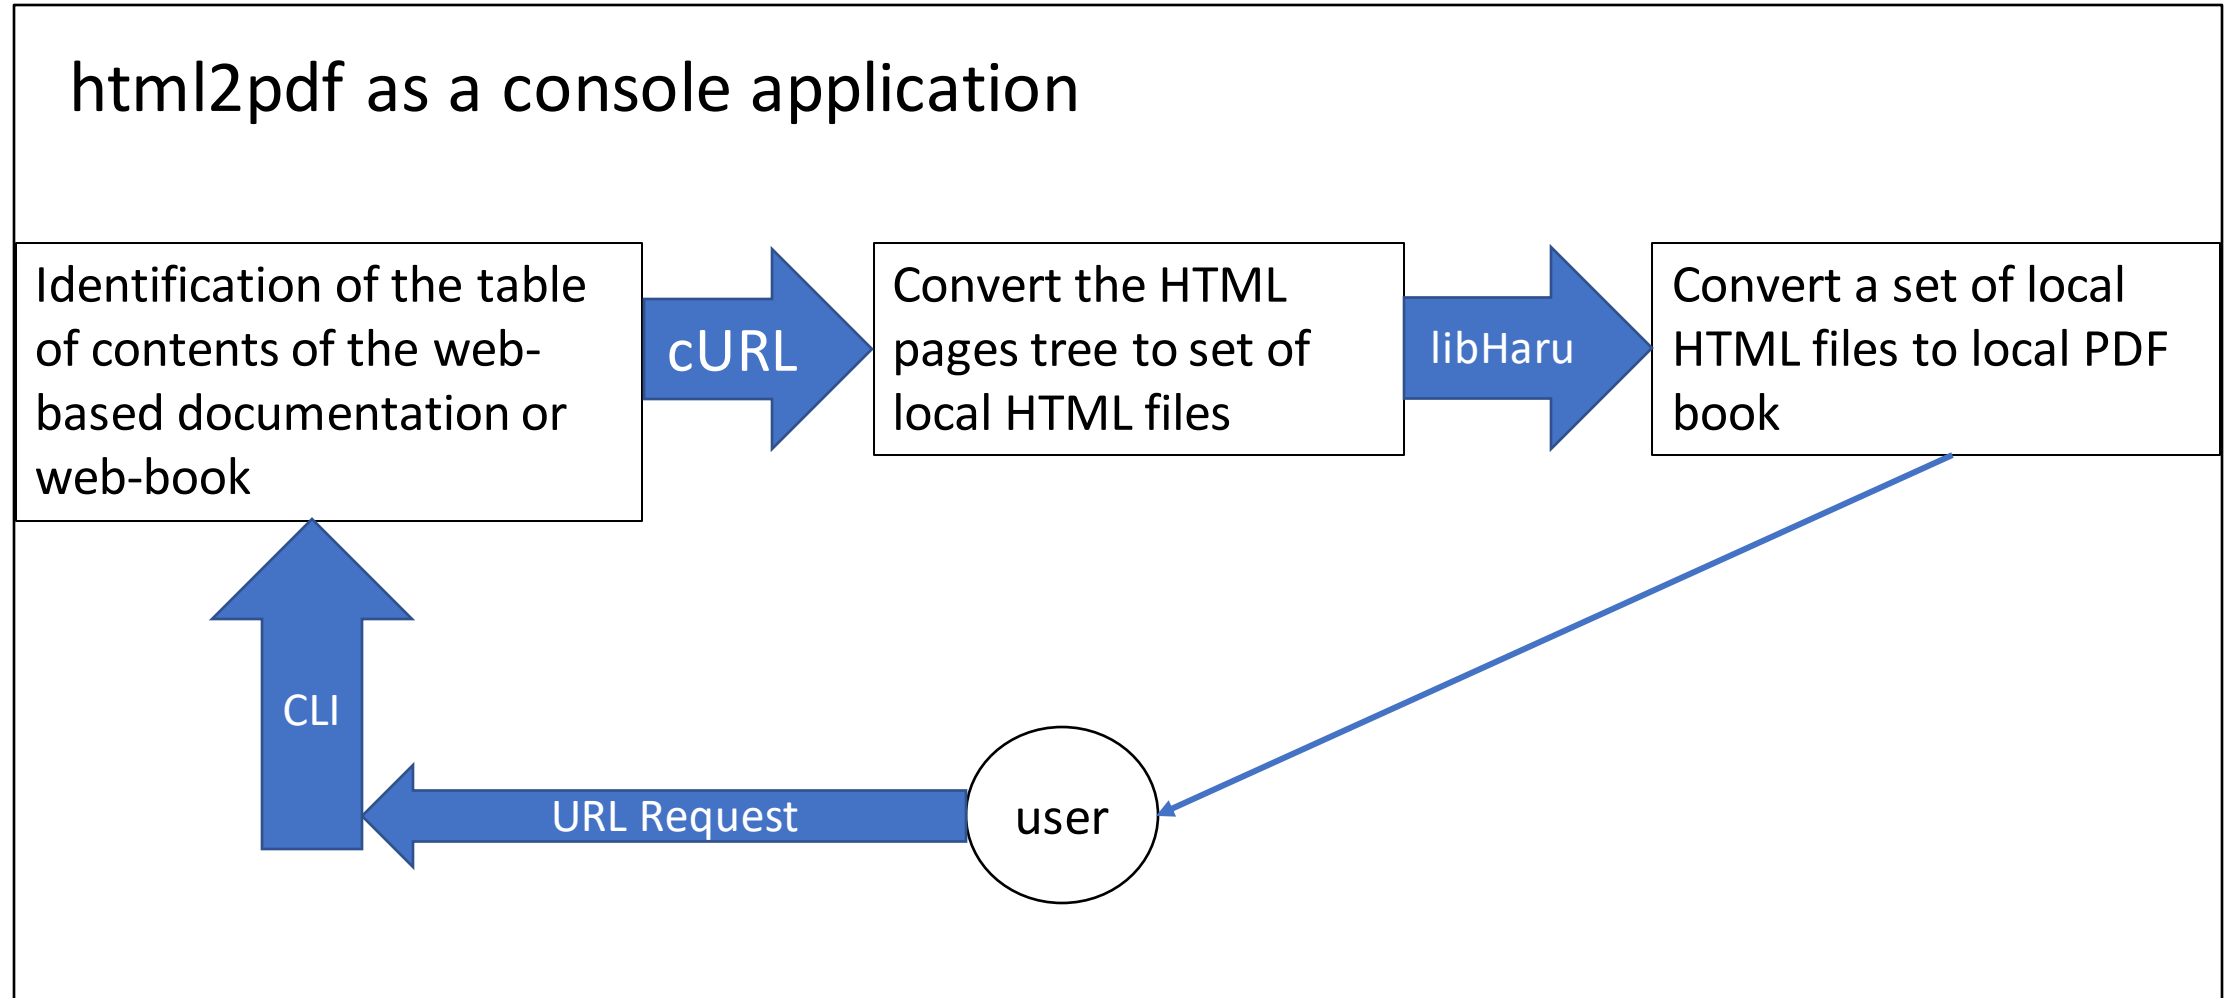 html2pdf as a console application
Identification of the table
of contents of the web-
based documentation or
web-book
cURL
Convert the HTML
pages tree to set of
local HTML files
libHaru
Convert a set of local
HTML files to local PDF
book
CLI
URL Request
user